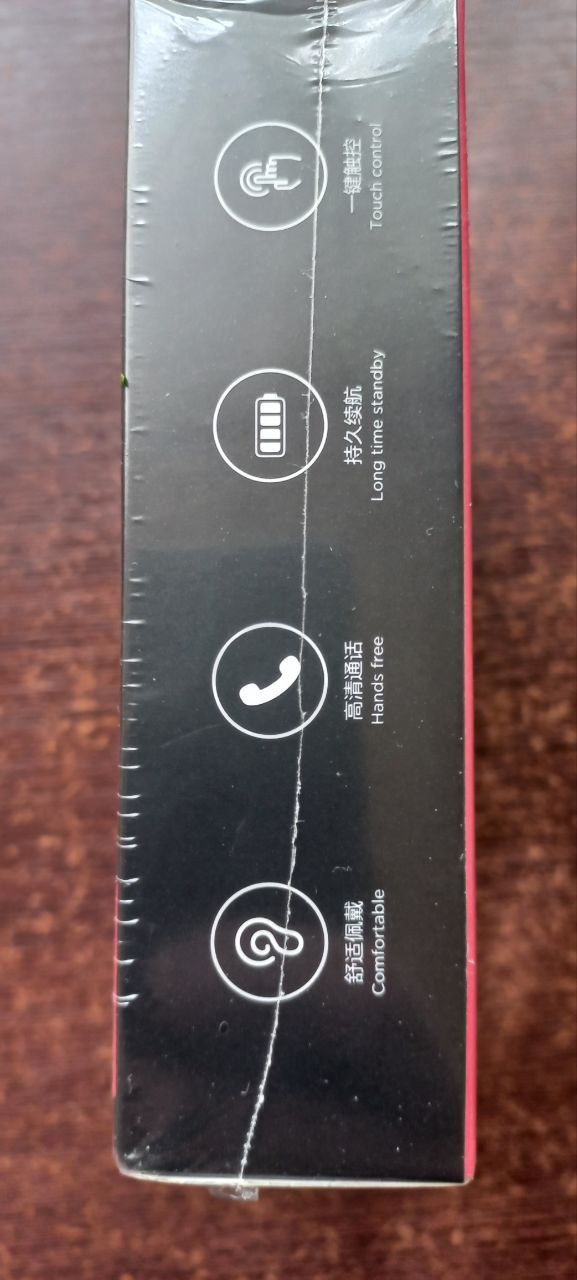 舒适佩戴
Comfortable
高清通话
Hands free
持久续航
Long time standby
一键触控
Touch control